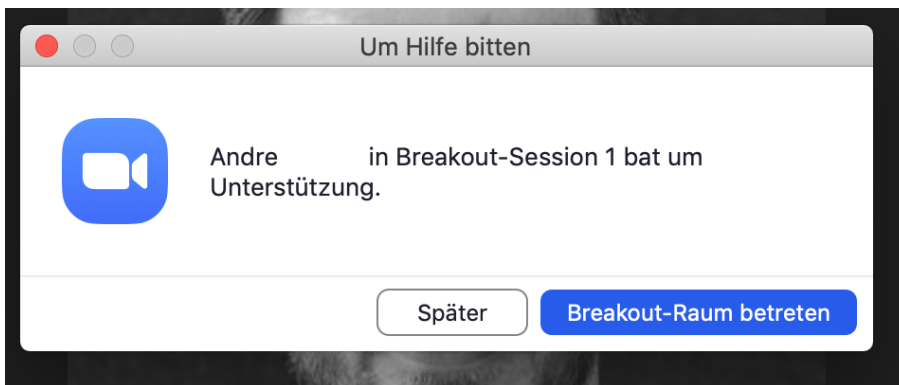 Um Hilfe bitten
Andre in Breakout-Session 1 bat um
Unterstützung.
Später
Breakout-Raum betreten